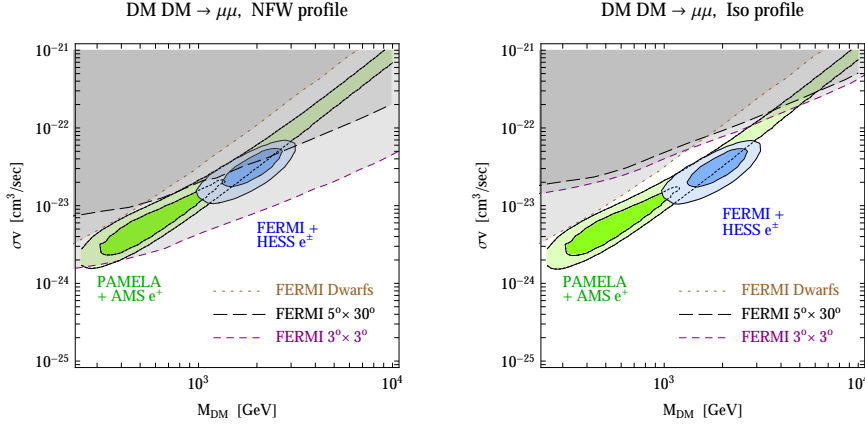 DM DM → μμ, NFW profile
10⁻²¹
10⁻²²
10⁻²³
10⁻²⁴
10⁻²⁵
σv [cm³/sec]
FERMI +
HESS e±
PAMELA
+ AMS e⁺
FERMI Dwarfs
FERMI 5°× 30°
FERMI 3°× 3°
10³
10⁴
M_DM [GeV]
DM DM → μμ, Iso profile
10⁻²¹
10⁻²²
10⁻²³
10⁻²⁴
10⁻²⁵
σv [cm³/sec]
FERMI +
HESS e±
PAMELA
+ AMS e⁺
FERMI Dwarfs
FERMI 5°× 30°
FERMI 3°× 3°
10³
10⁴
M_DM [GeV]